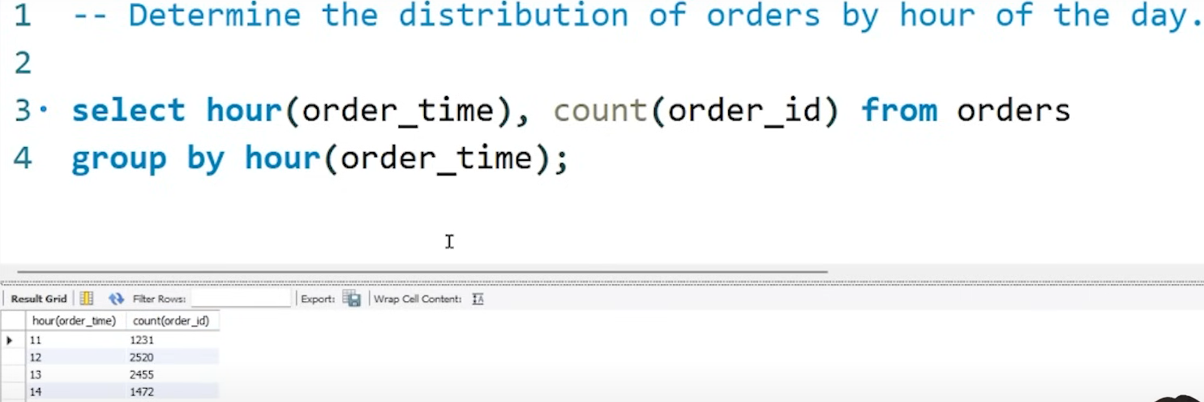 1 -- Determine the distribution of orders by hour of the day.
2
3 select hour(order_time), count(order_id) from orders
4 group by hour(order_time);
Result Grid Filter Rows: Export: Wrap Cell Content:
hour(order_time) count(order_id)
11 1231
12 2520
13 2455
14 1472